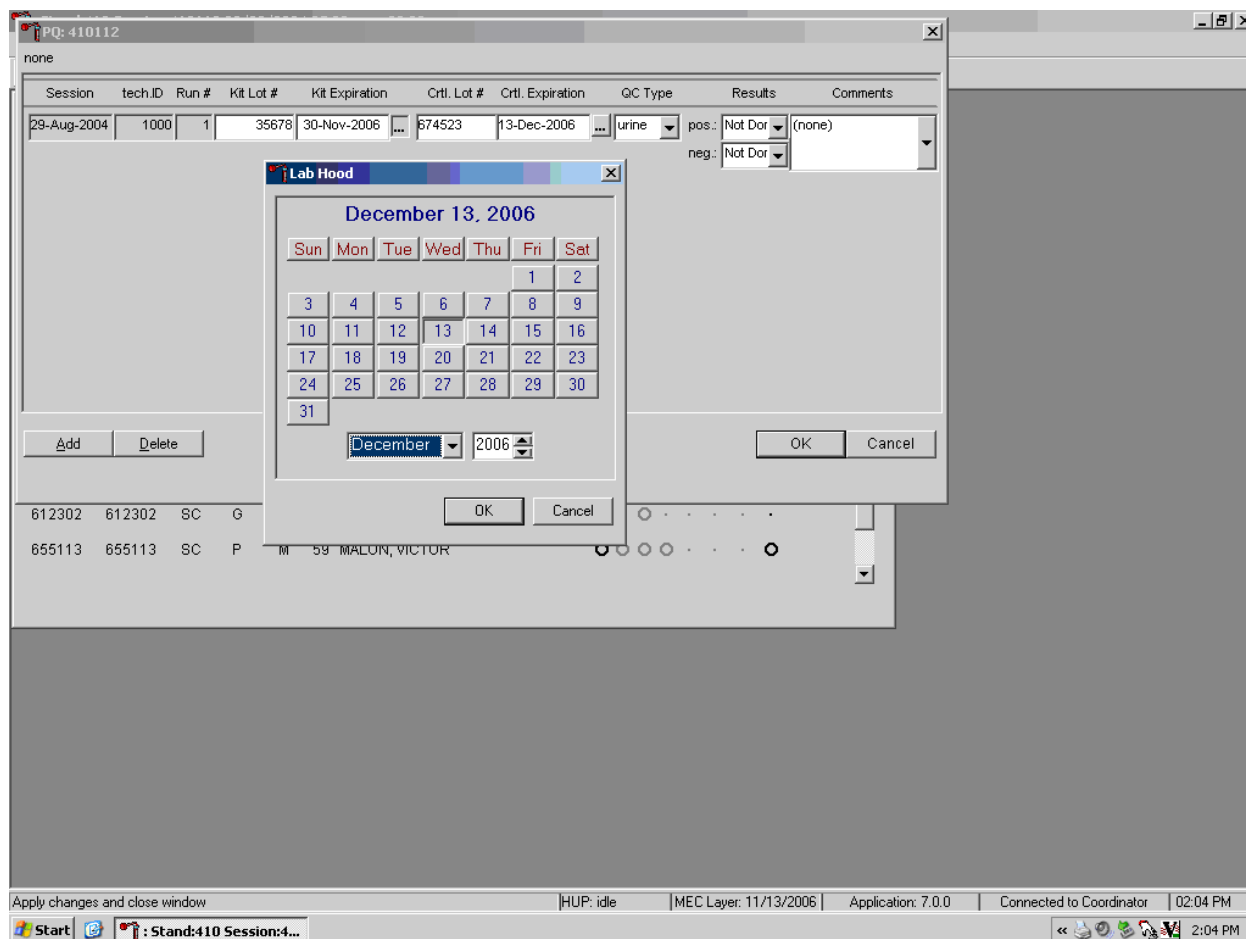 PQ: 410112
none
Session tech.ID Run # Kit Lot # Kit Expiration Crtl. Lot # Crtl. Expiration QC Type Results Comments
29-Aug-2004 1000 1 35678 30-Nov-2006 ... 674523 13-Dec-2006 ... urine pos.: Not Dor (none)
neg.: Not Dor
Lab Hood
December 13, 2006
Sun Mon Tue Wed Thu Fri Sat
1 2
3 4 5 6 7 8 9
10 11 12 13 14 15 16
17 18 19 20 21 22 23
24 25 26 27 28 29 30
31
December 2006
Add Delete OK Cancel
OK Cancel
612302 612302 SC G
655113 655113 SC P M 59 MALON, VICTOR
Apply changes and close window HUP: idle MEC Layer: 11/13/2006 Application: 7.0.0 Connected to Coordinator 02:04 PM
Start : Stand:410 Session:4... « 2:04 PM